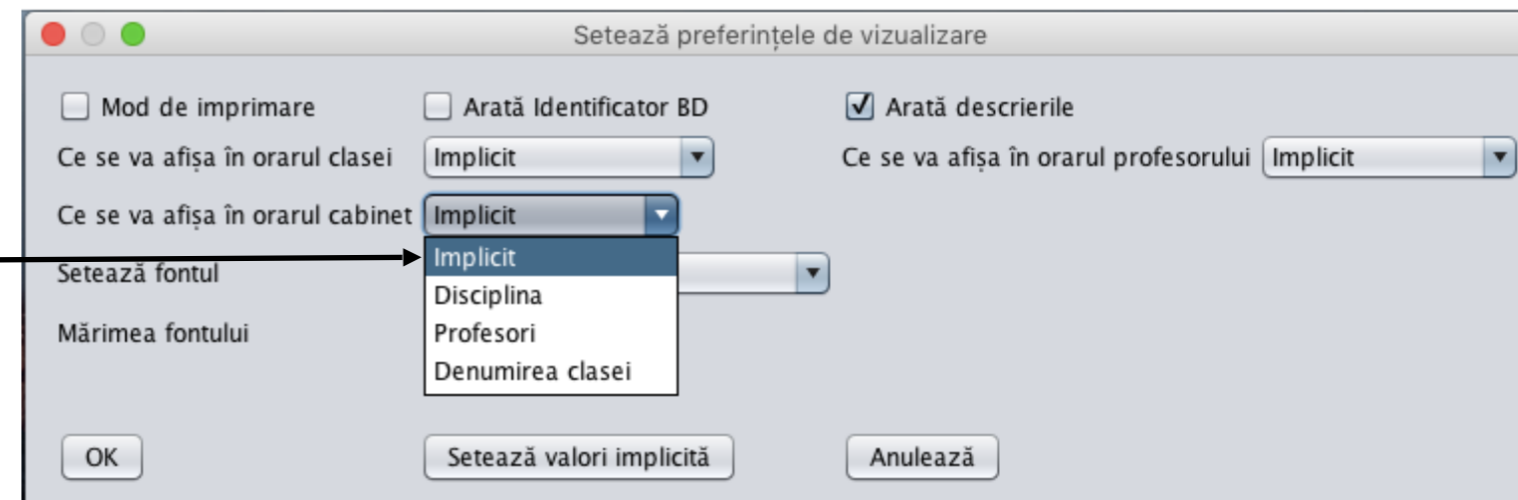 Setează preferințele de vizualizare
Mod de imprimare Arată Identificator BD Arată descrierile
Ce se va afișa în orarul clasei Implicit Ce se va afișa în orarul profesorului Implicit
Ce se va afișa în orarul cabinet Implicit
Implicit
Setează fontul
Disciplina
Mărimea fontului Profesori
Denumirea clasei
OK Setează valori implicită Anulează